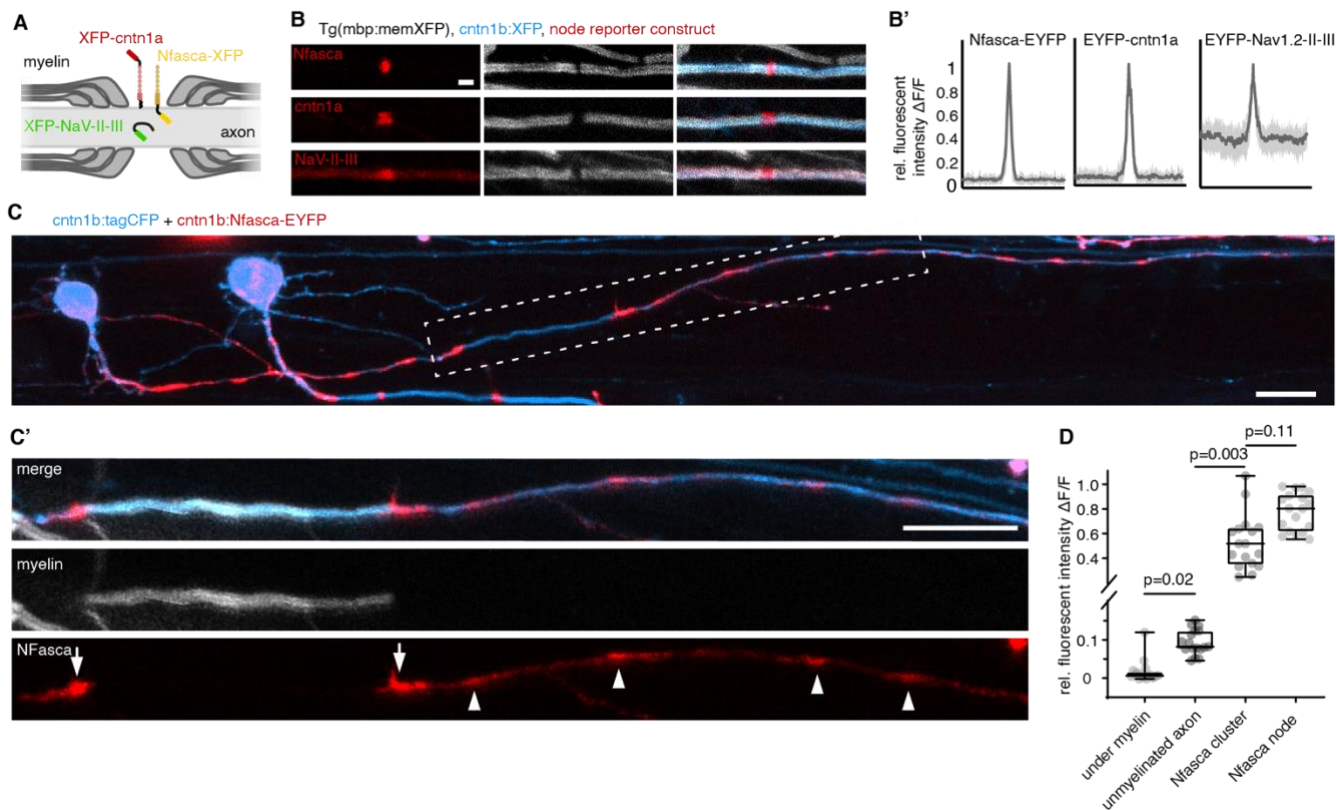 A
XFP-cntn1a
Nfasca-XFP
myelin
XFP-NaV-II-III
axon
B
Tg(mbp:memXFP), cntn1b:XFP, node reporter construct
Nfasca
cntn1a
NaV-II-III
B'
Nfasca-EYFP
EYFP-cntn1a
EYFP-Nav1.2-II-III
rel. fluorescent
intensity ΔF/F
1
0.8
0.6
0.4
0.2
0
C
cntn1b:tagCFP + cntn1b:Nfasca-EYFP
C'
merge
myelin
NFasca
D
p=0.11
p=0.003
p=0.02
rel. fluorescent intensity ΔF/F
1.0
0.8
0.6
0.4
0.1
0
under myelin
unmyelinated axon
Nfasca cluster
Nfasca node